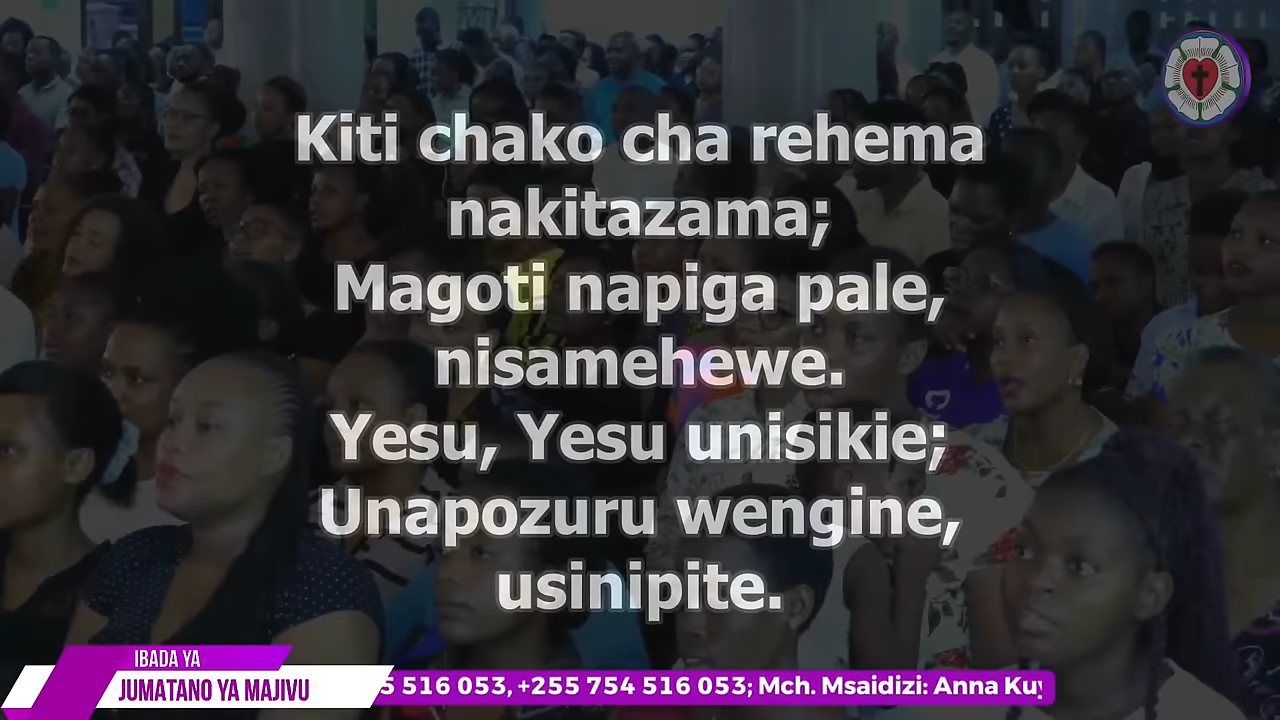 Kiti chako cha rehema
nakitazama;
Magoti napiga pale,
nisamehewe.
Yesu, Yesu unisikie;
Unapozuru wengine,
usinipite.
IBADA YA
JUMATANO YA MAJIVU
516 053, +255 754 516 053; Mch. Msaidizi: Anna